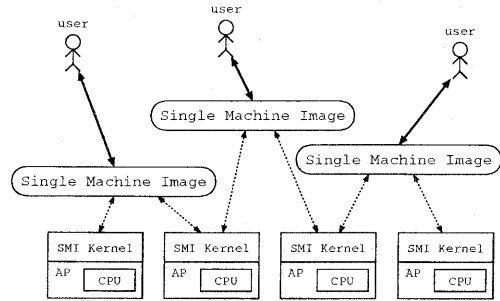 user
user
user
Single Machine Image
Single Machine Image
Single Machine Image
SMI Kernel
SMI Kernel
SMI Kernel
SMI Kernel
AP
CPU
AP
CPU
AP
CPU
AP
CPU